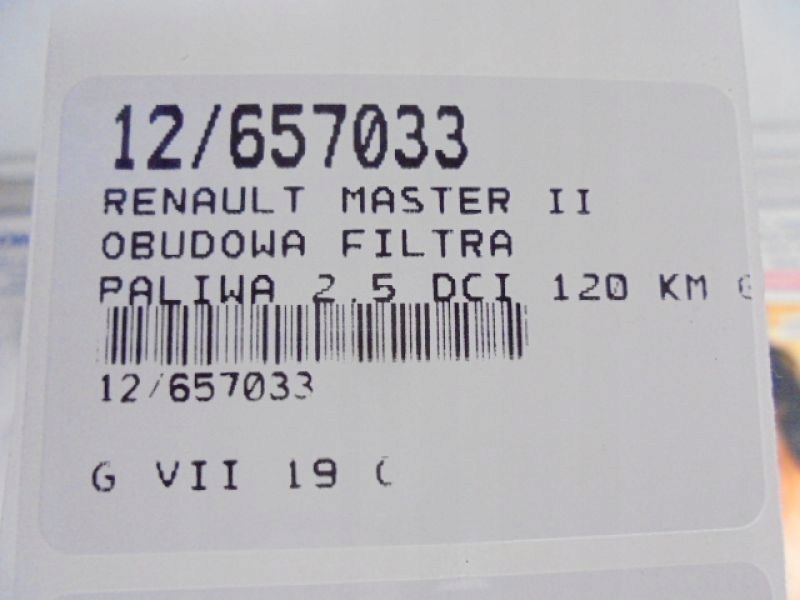 12/657033
RENAULT MASTER II
OBUDOWA FILTRA
PALIWA 2.5 DCI 120 KM G
12/657033
G VII 19 (